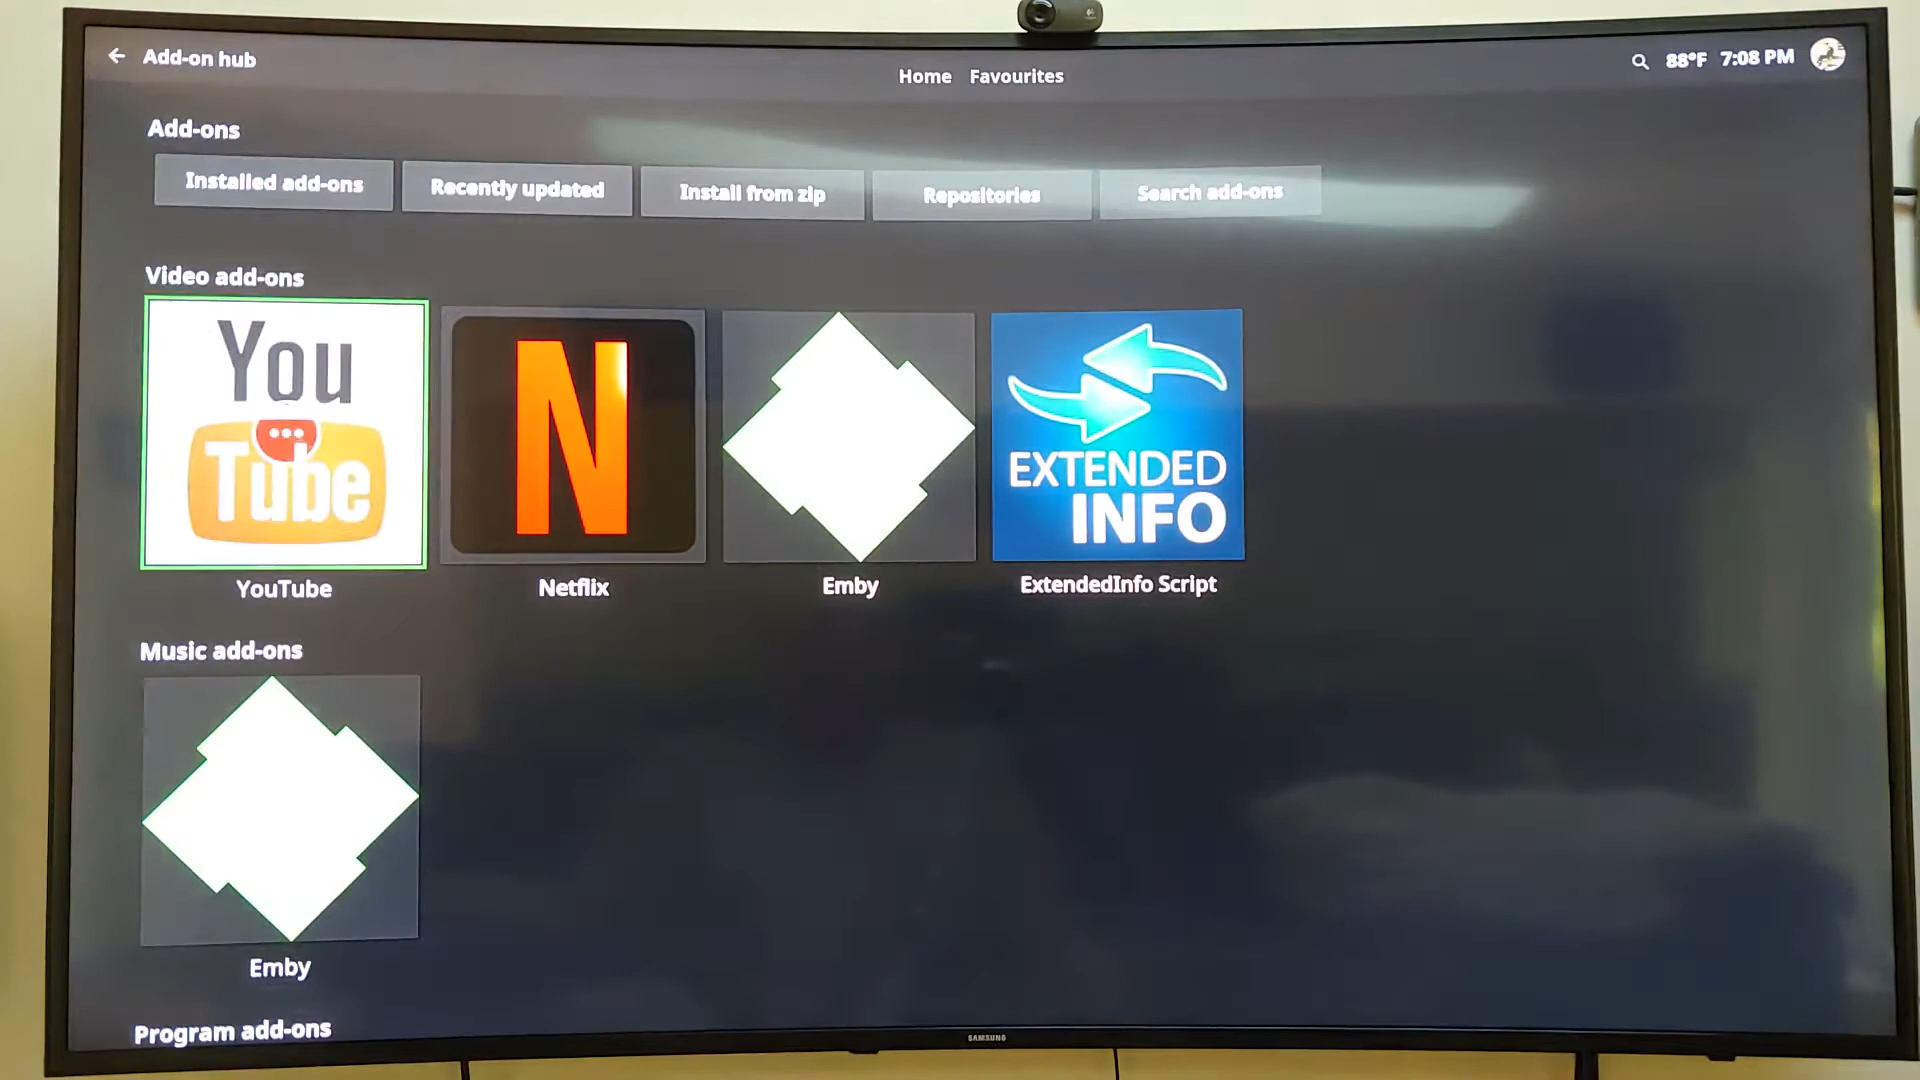 Add-on hub
Home Favourites
88°F 7:08 PM
Add-ons
Installed add-ons Recently updated Install from zip Repositories Search add-ons
Video add-ons
You
Tube
N
EXTENDED
INFO
YouTube Netflix Emby ExtendedInfo Script
Music add-ons
Emby
Program add-ons
SAMSUNG